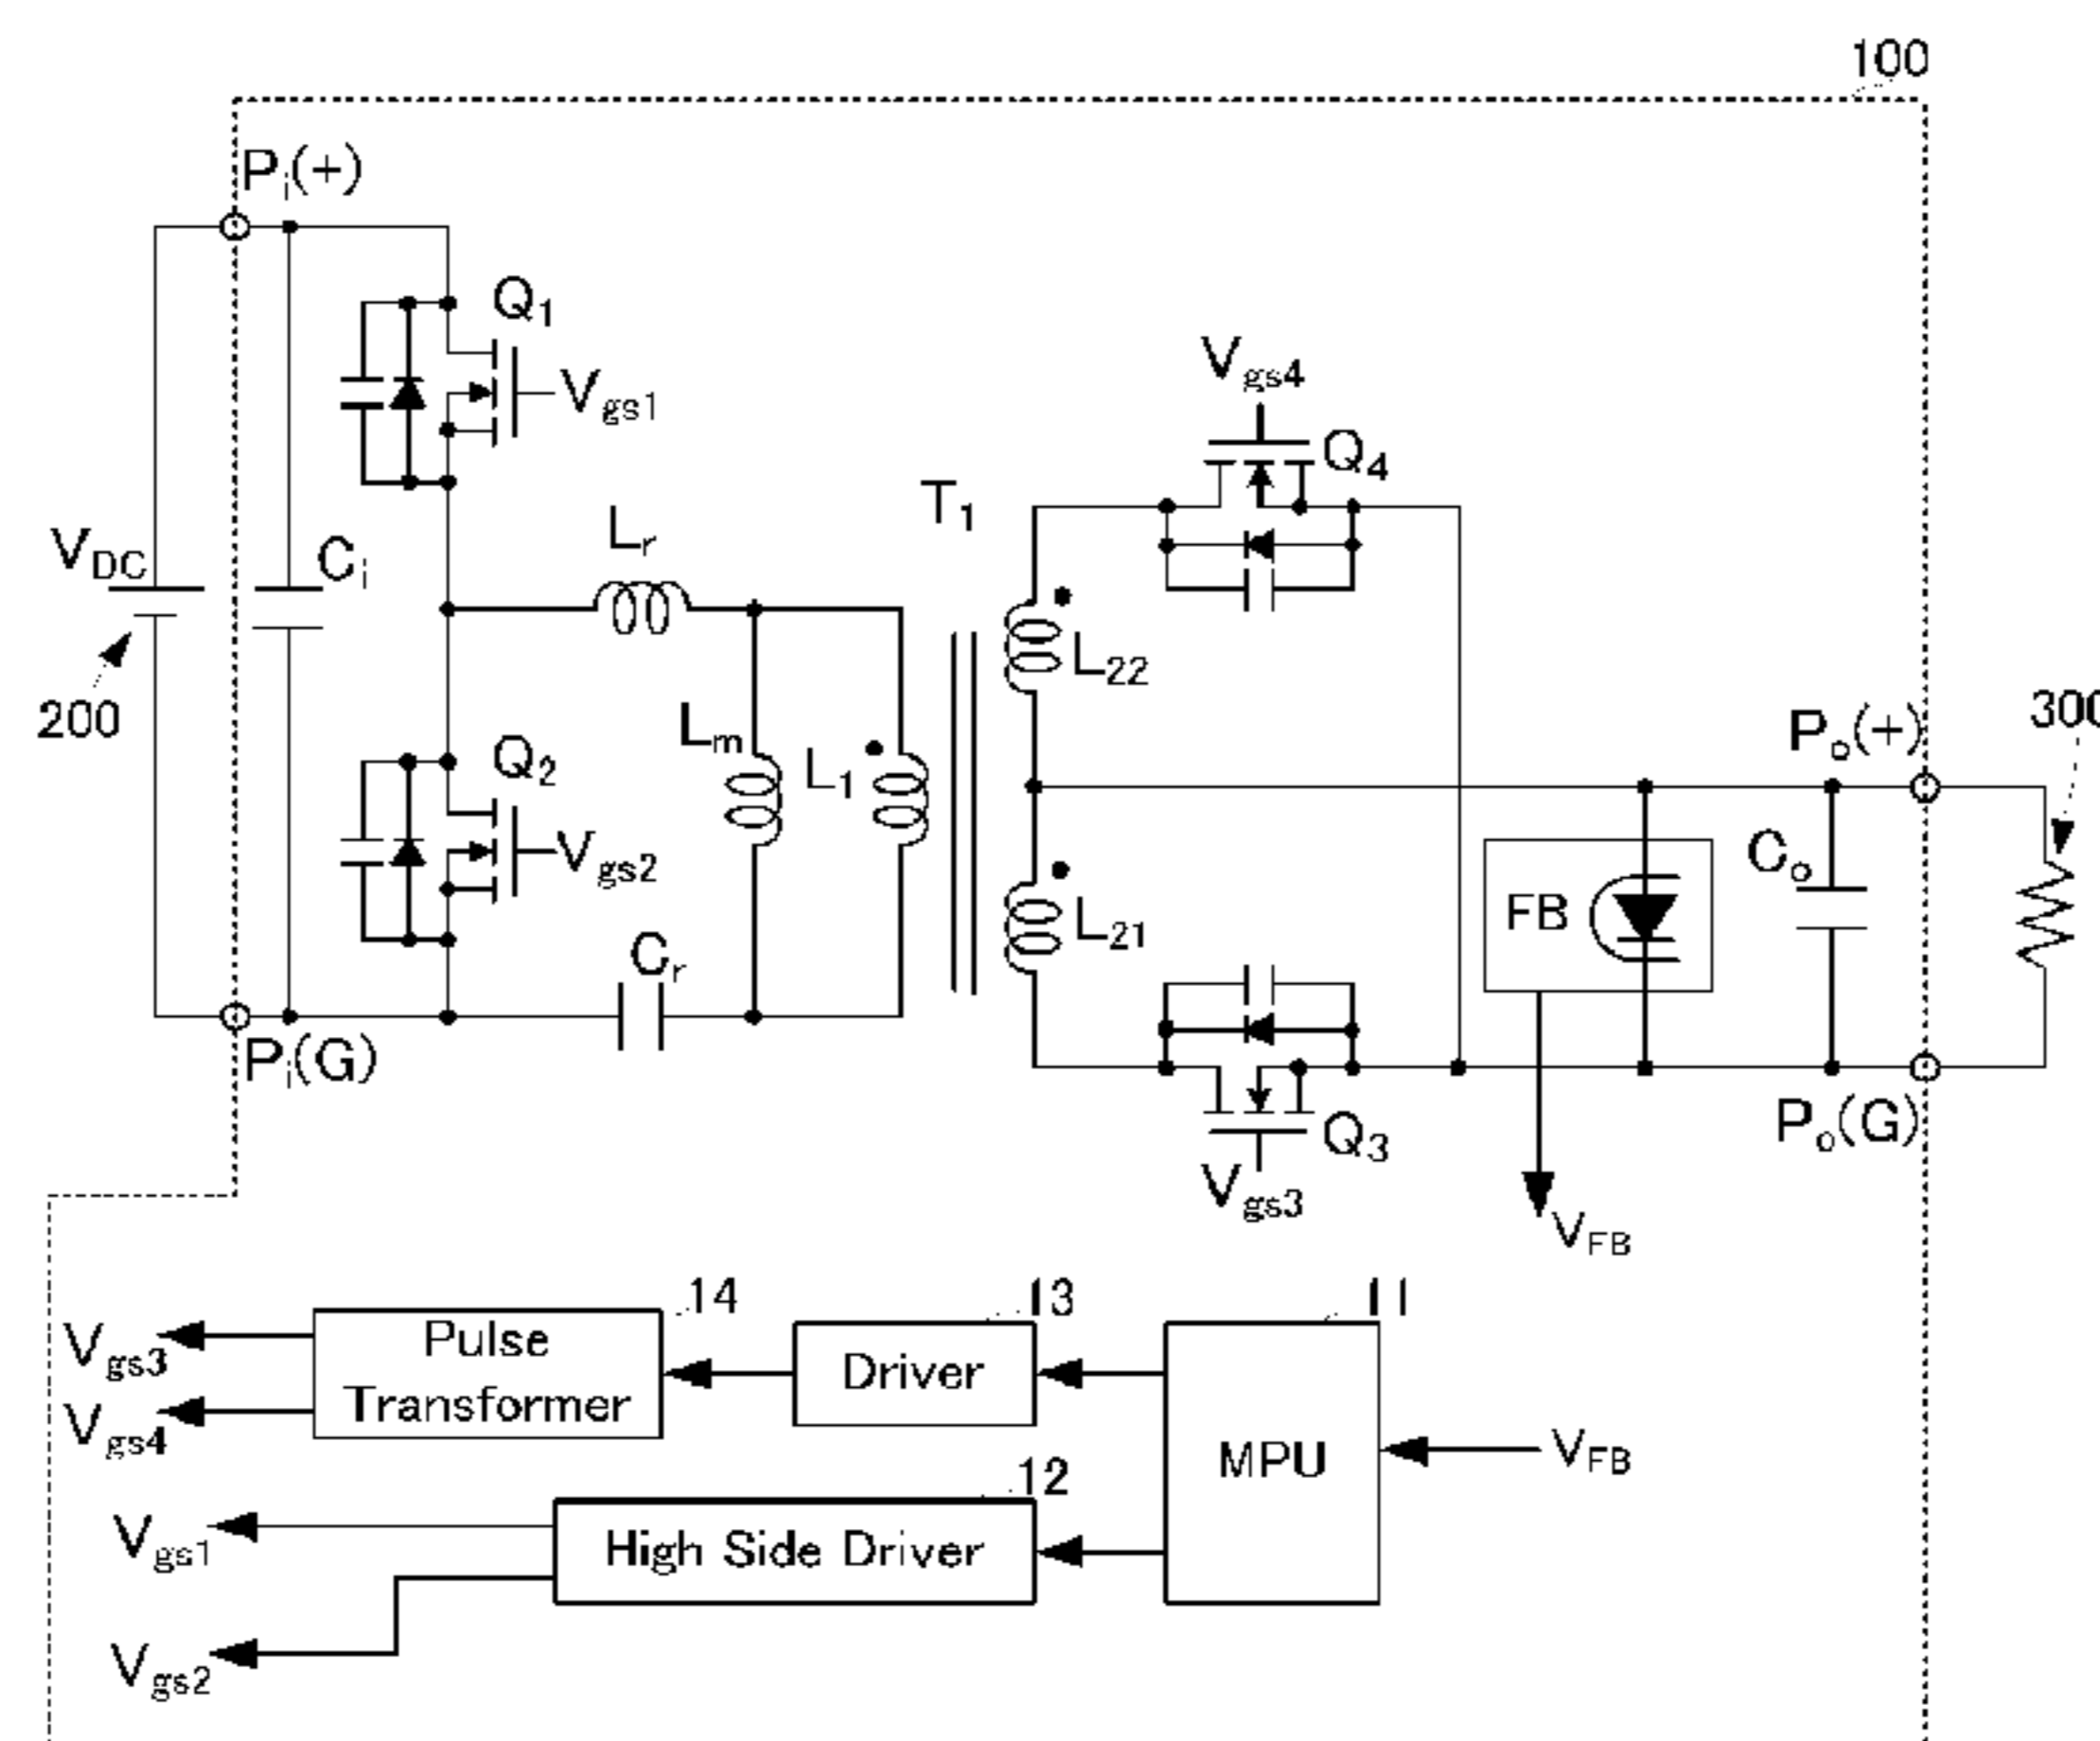 100
Pi(+)
Q1
Vgs1
Vgs4
Q4
T1
Lr
VDC
Ci
L22
200
Lm
L1
Po(+)
300
Q2
Vgs2
Co
FB
L21
Cr
Pi(G)
Po(G)
Q3
Vgs3
VFB
14
13
11
Vgs3
Pulse
Transformer
Driver
Vgs4
MPU
VFB
12
Vgs1
High Side Driver
Vgs2